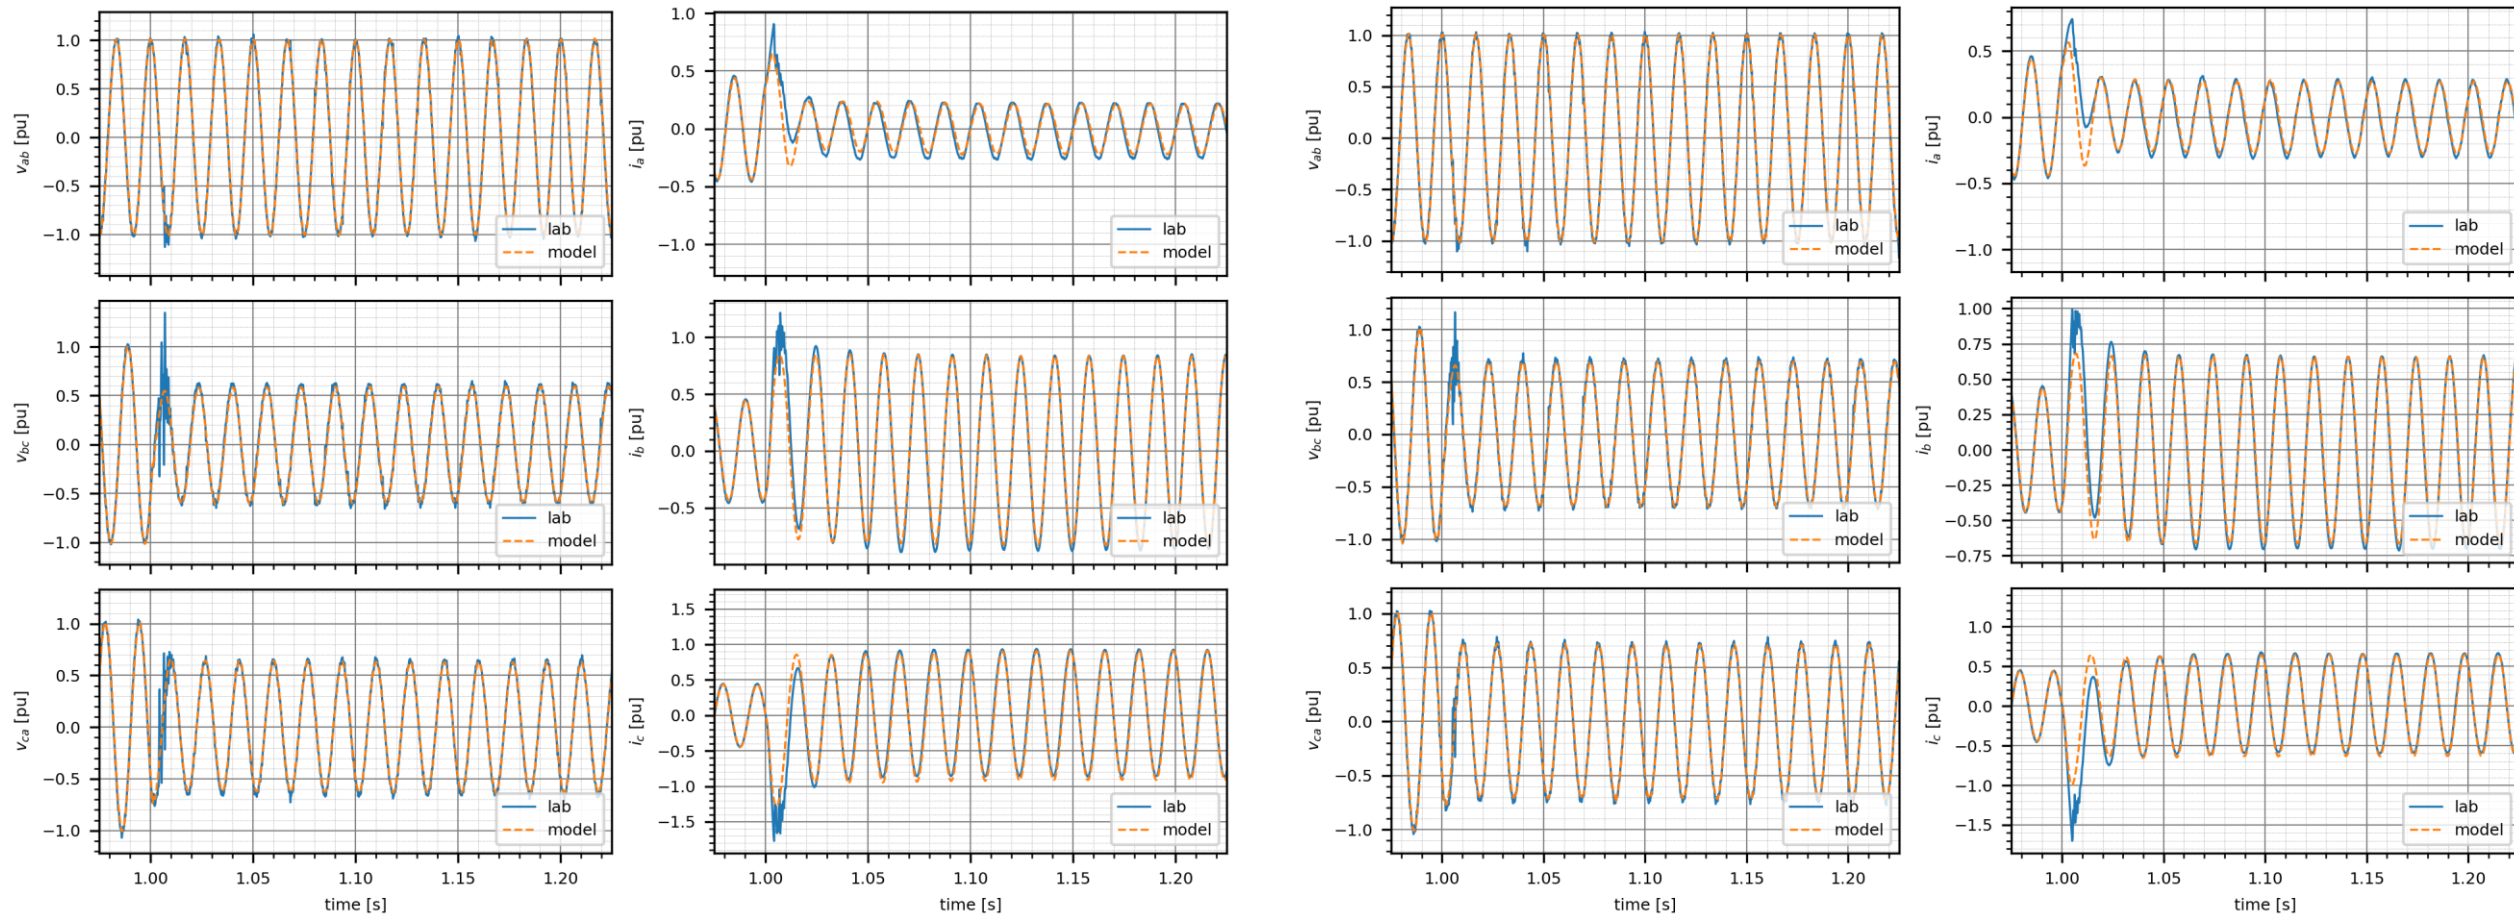 1.0
0.5
0.0
−0.5
−1.0
v_ab [pu]
lab
model
1.0
0.5
0.0
−0.5
−1.0
i_a [pu]
lab
model
1.0
0.5
0.0
−0.5
−1.0
v_ab [pu]
lab
model
0.5
0.0
−0.5
−1.0
i_a [pu]
lab
model
1.0
0.5
0.0
−0.5
−1.0
v_bc [pu]
lab
model
1.0
0.5
0.0
−0.5
i_b [pu]
lab
model
1.0
0.5
0.0
−0.5
−1.0
v_bc [pu]
lab
model
1.00
0.75
0.50
0.25
0.00
−0.25
−0.50
−0.75
i_b [pu]
lab
model
1.0
0.5
0.0
−0.5
−1.0
v_ca [pu]
lab
model
1.00 1.05 1.10 1.15 1.20
time [s]
1.5
1.0
0.5
0.0
−0.5
−1.0
−1.5
i_c [pu]
lab
model
1.00 1.05 1.10 1.15 1.20
time [s]
1.0
0.5
0.0
−0.5
−1.0
v_ca [pu]
lab
model
1.00 1.05 1.10 1.15 1.20
time [s]
1.0
0.5
0.0
−0.5
−1.0
−1.5
i_c [pu]
lab
model
1.00 1.05 1.10 1.15 1.20
time [s]